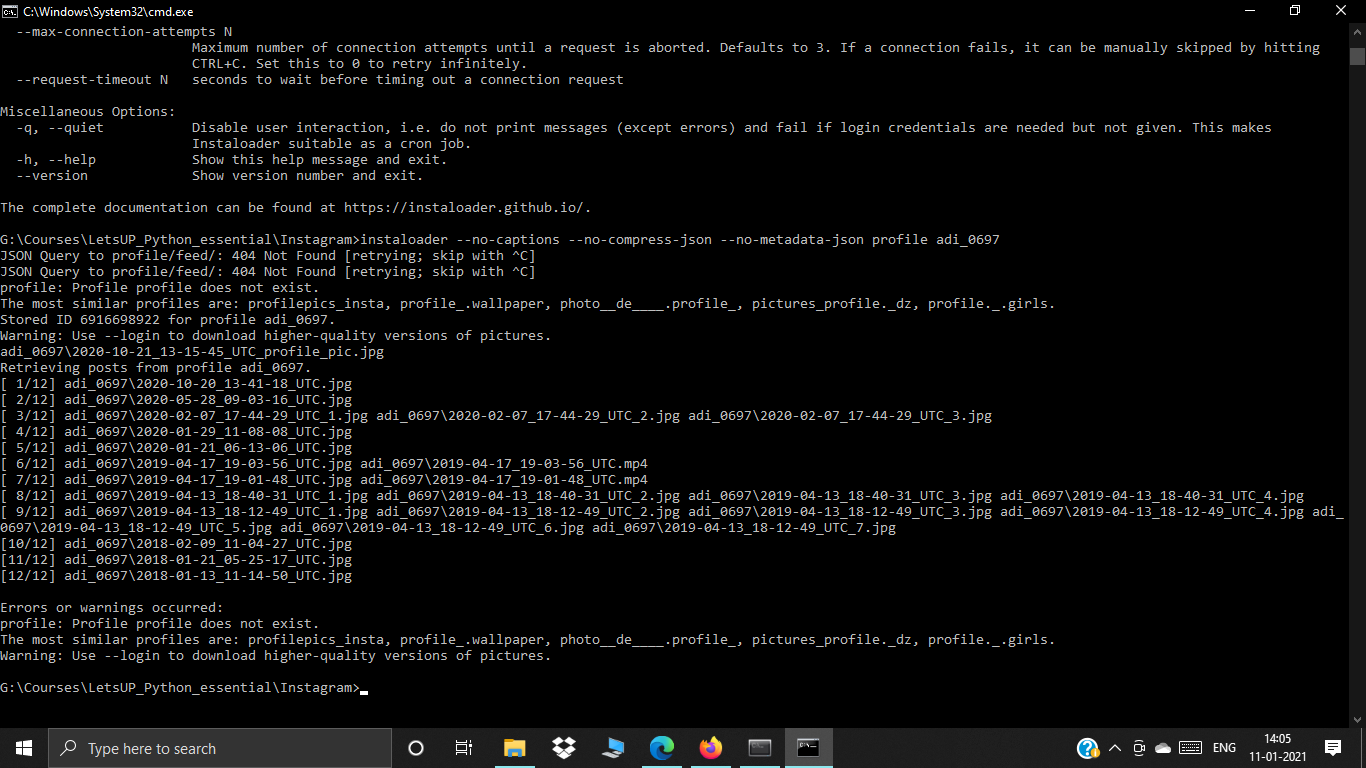 C:\Windows\System32\cmd.exe
--max-connection-attempts N
Maximum number of connection attempts until a request is aborted. Defaults to 3. If a connection fails, it can be manually skipped by hitting
CTRL+C. Set this to 0 to retry infinitely.
--request-timeout N   seconds to wait before timing out a connection request
Miscellaneous Options:
-q, --quiet           Disable user interaction, i.e. do not print messages (except errors) and fail if login credentials are needed but not given. This makes
Instaloader suitable as a cron job.
-h, --help            Show this help message and exit.
--version             Show version number and exit.
The complete documentation can be found at https://instaloader.github.io/.
G:\Courses\LetsUP_Python_essential\Instagram>instaloader --no-captions --no-compress-json --no-metadata-json profile adi_0697
JSON Query to profile/feed/: 404 Not Found [retrying; skip with ^C]
JSON Query to profile/feed/: 404 Not Found [retrying; skip with ^C]
profile: Profile profile does not exist.
The most similar profiles are: profilepics_insta, profile_.wallpaper, photo__de____.profile_, pictures_profile._dz, profile._.girls.
Stored ID 6916698922 for profile adi_0697.
Warning: Use --login to download higher-quality versions of pictures.
adi_0697\2020-10-21_13-15-45_UTC_profile_pic.jpg
Retrieving posts from profile adi_0697.
[ 1/12] adi_0697\2020-10-20_13-41-18_UTC.jpg
[ 2/12] adi_0697\2020-05-28_09-03-16_UTC.jpg
[ 3/12] adi_0697\2020-02-07_17-44-29_UTC_1.jpg adi_0697\2020-02-07_17-44-29_UTC_2.jpg adi_0697\2020-02-07_17-44-29_UTC_3.jpg
[ 4/12] adi_0697\2020-01-29_11-08-08_UTC.jpg
[ 5/12] adi_0697\2020-01-21_06-13-06_UTC.jpg
[ 6/12] adi_0697\2019-04-17_19-03-56_UTC.jpg adi_0697\2019-04-17_19-03-56_UTC.mp4
[ 7/12] adi_0697\2019-04-17_19-01-48_UTC.jpg adi_0697\2019-04-17_19-01-48_UTC.mp4
[ 8/12] adi_0697\2019-04-13_18-40-31_UTC_1.jpg adi_0697\2019-04-13_18-40-31_UTC_2.jpg adi_0697\2019-04-13_18-40-31_UTC_3.jpg adi_0697\2019-04-13_18-40-31_UTC_4.jpg
[ 9/12] adi_0697\2019-04-13_18-12-49_UTC_1.jpg adi_0697\2019-04-13_18-12-49_UTC_2.jpg adi_0697\2019-04-13_18-12-49_UTC_3.jpg adi_0697\2019-04-13_18-12-49_UTC_4.jpg adi_
0697\2019-04-13_18-12-49_UTC_5.jpg adi_0697\2019-04-13_18-12-49_UTC_6.jpg adi_0697\2019-04-13_18-12-49_UTC_7.jpg
[10/12] adi_0697\2018-02-09_11-04-27_UTC.jpg
[11/12] adi_0697\2018-01-21_05-25-17_UTC.jpg
[12/12] adi_0697\2018-01-13_11-14-50_UTC.jpg
Errors or warnings occurred:
profile: Profile profile does not exist.
The most similar profiles are: profilepics_insta, profile_.wallpaper, photo__de____.profile_, pictures_profile._dz, profile._.girls.
Warning: Use --login to download higher-quality versions of pictures.
G:\Courses\LetsUP_Python_essential\Instagram>
Type here to search
ENG
14:05
11-01-2021